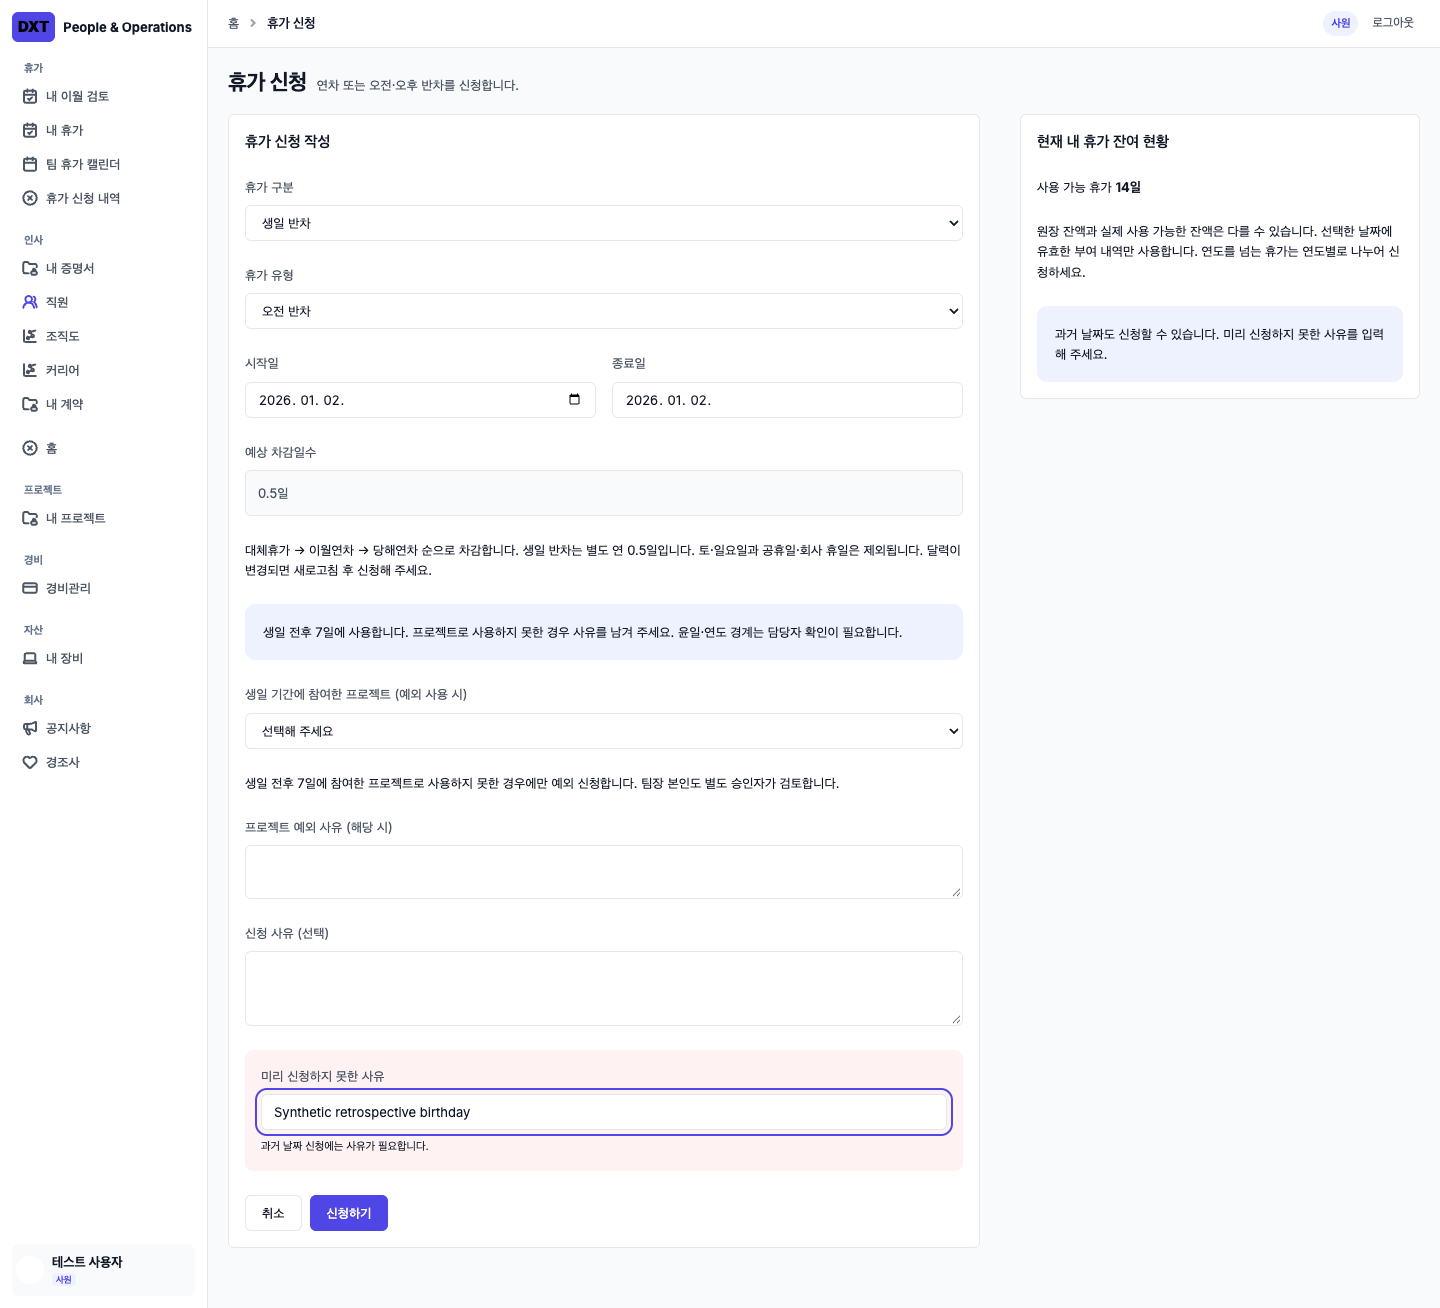 DXT People & Operations
휴가
내 이월 검토
내 휴가
팀 휴가 캘린더
휴가 신청 내역
인사
내 증명서
직원
조직도
커리어
내 계약
홈
프로젝트
내 프로젝트
경비
경비관리
자산
내 장비
회사
공지사항
경조사
테스트 사용자
사원
홈 > 휴가 신청
사원 로그아웃
휴가 신청 연차 또는 오전·오후 반차를 신청합니다.
휴가 신청 작성
휴가 구분
생일 반차
휴가 유형
오전 반차
시작일 종료일
2026. 01. 02. 2026. 01. 02.
예상 차감일수
0.5일
대체휴가 → 이월연차 → 당해연차 순으로 차감합니다. 생일 반차는 별도 연 0.5일입니다. 토·일요일과 공휴일·회사 휴일은 제외됩니다. 달력이
변경되면 새로고침 후 신청해 주세요.
생일 전후 7일에 사용합니다. 프로젝트로 사용하지 못한 경우 사유를 남겨 주세요. 윤일·연도 경계는 담당자 확인이 필요합니다.
생일 기간에 참여한 프로젝트 (예외 사용 시)
선택해 주세요
생일 전후 7일에 참여한 프로젝트로 사용하지 못한 경우에만 예외 신청합니다. 팀장 본인도 별도 승인자가 검토합니다.
프로젝트 예외 사유 (해당 시)
신청 사유 (선택)
미리 신청하지 못한 사유
Synthetic retrospective birthday
과거 날짜 신청에는 사유가 필요합니다.
취소 신청하기
현재 내 휴가 잔여 현황
사용 가능 휴가 14일
원장 잔액과 실제 사용 가능한 잔액은 다를 수 있습니다. 선택한 날짜에
유효한 부여 내역만 사용합니다. 연도를 넘는 휴가는 연도별로 나누어 신
청하세요.
과거 날짜도 신청할 수 있습니다. 미리 신청하지 못한 사유를 입력
해 주세요.